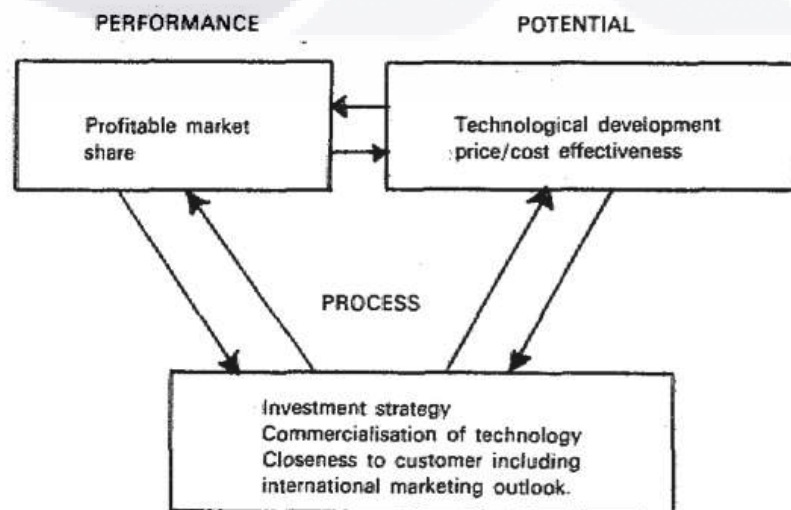 PERFORMANCE
POTENTIAL
Profitable market
share
Technological development
price/cost effectiveness
PROCESS
Investment strategy
Commercialisation of technology
Closeness to customer including
international marketing outlook.